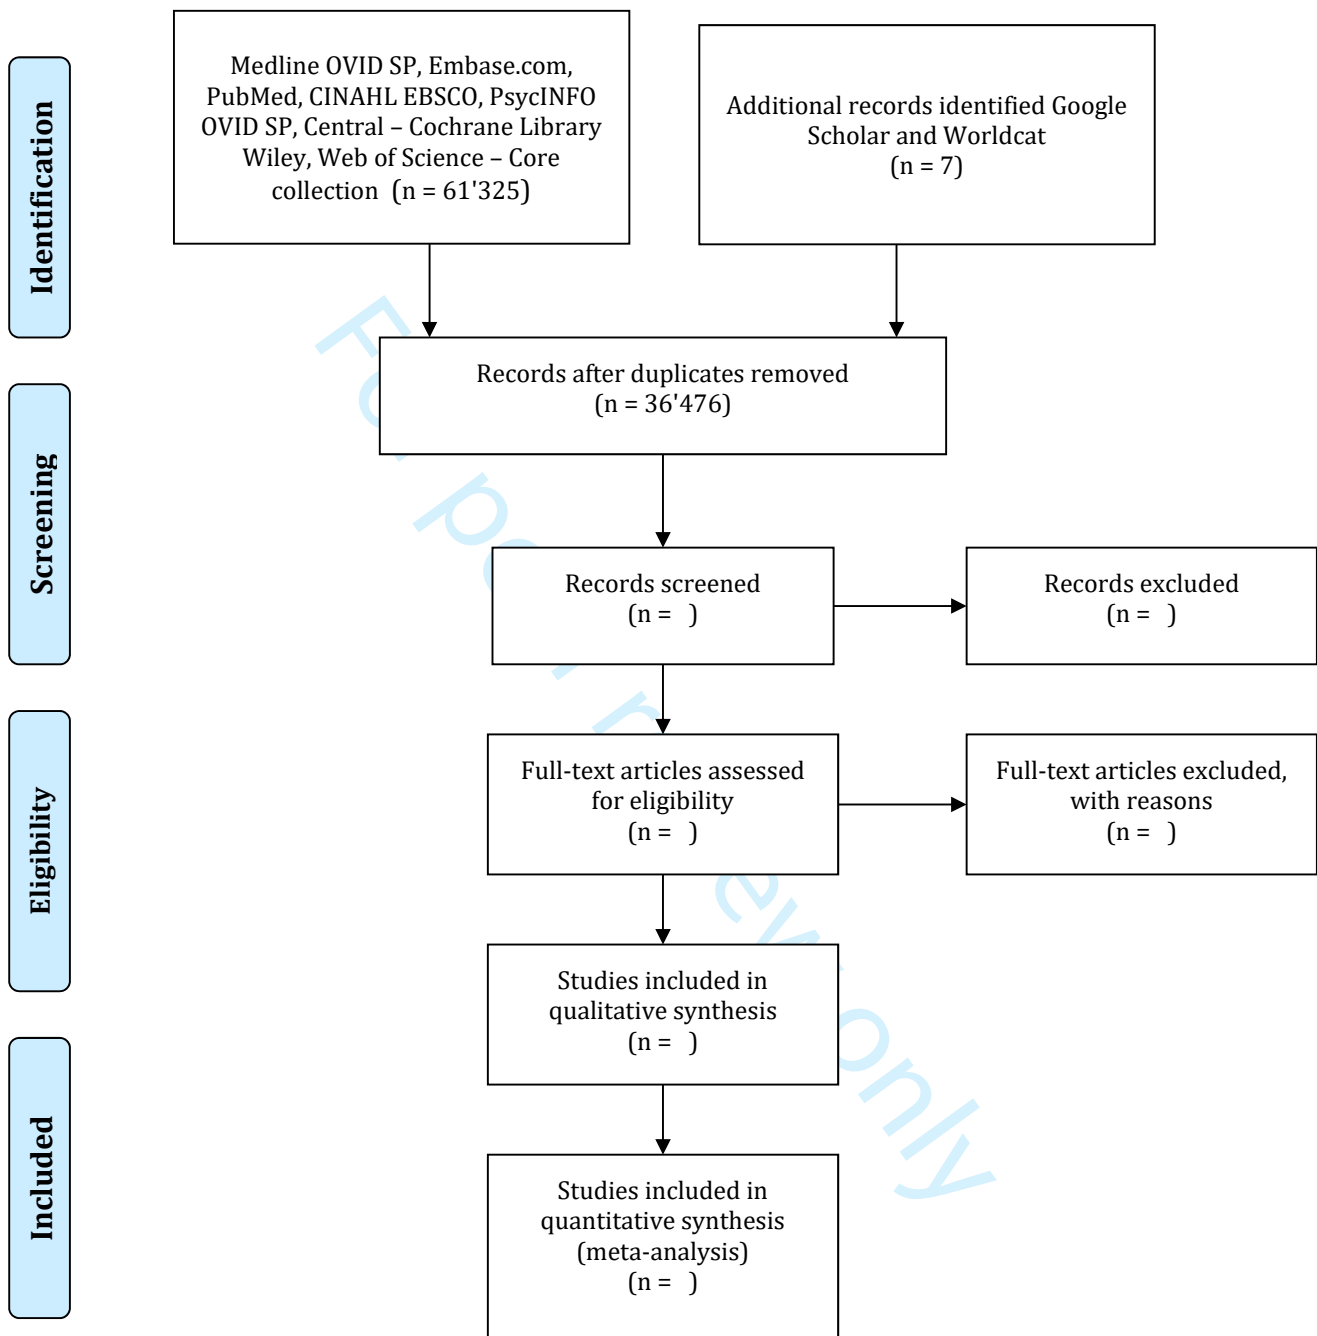 Identification
Medline OVID SP, Embase.com,
PubMed, CINAHL EBSCO, PsycINFO
OVID SP, Central – Cochrane Library
Wiley, Web of Science – Core
collection (n = 61'325)
Additional records identified Google
Scholar and Worldcat
(n = 7)
Records after duplicates removed
(n = 36'476)
Screening
Records screened
(n = )
Records excluded
(n = )
Eligibility
Full-text articles assessed
for eligibility
(n = )
Full-text articles excluded,
with reasons
(n = )
Studies included in
qualitative synthesis
(n = )
Included
Studies included in
quantitative synthesis
(meta-analysis)
(n = )
For peer review only